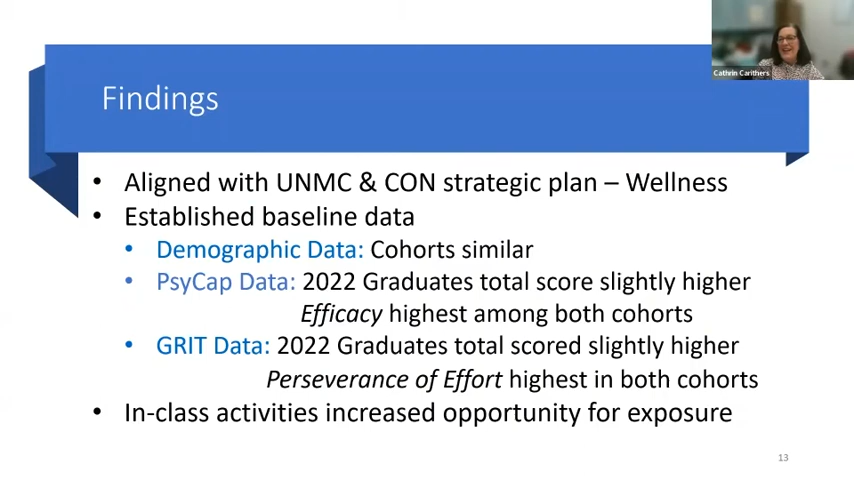 Cathrin Carithers
Findings
• Aligned with UNMC & CON strategic plan – Wellness
• Established baseline data
• Demographic Data: Cohorts similar
• PsyCap Data: 2022 Graduates total score slightly higher
Efficacy highest among both cohorts
• GRIT Data: 2022 Graduates total scored slightly higher
Perseverance of Effort highest in both cohorts
• In-class activities increased opportunity for exposure
13